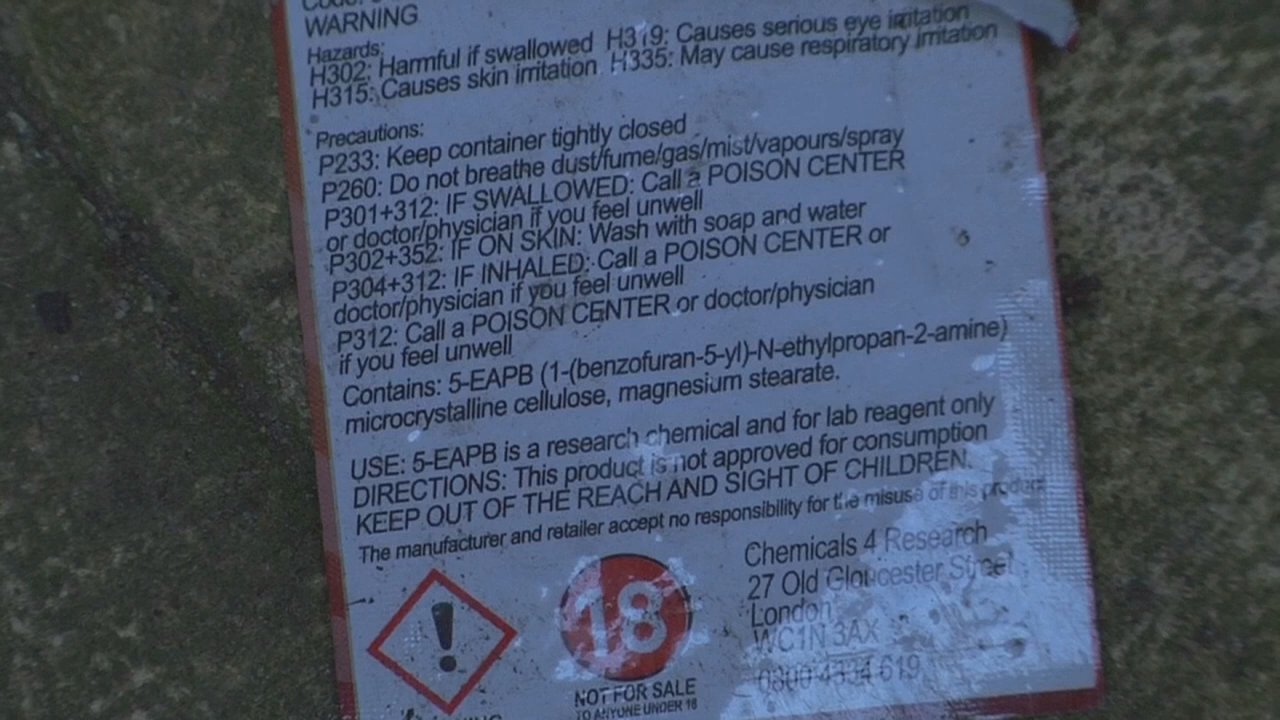 WARNING
Hazards:
H302: Harmful if swallowed H319: Causes serious eye irritation
H315: Causes skin irritation H335: May cause respiratory irritation
Precautions:
P233: Keep container tightly closed
P260: Do not breathe dust/fume/gas/mist/vapours/spray
P301+312: IF SWALLOWED: Call a POISON CENTER
or doctor/physician if you feel unwell
P302+352: IF ON SKIN: Wash with soap and water
P304+312: IF INHALED: Call a POISON CENTER or
doctor/physician if you feel unwell
P312: Call a POISON CENTER or doctor/physician
if you feel unwell
Contains: 5-EAPB (1-(benzofuran-5-yl)-N-ethylpropan-2-amine)
microcrystalline cellulose, magnesium stearate.
USE: 5-EAPB is a research chemical and for lab reagent only
DIRECTIONS: This product is not approved for consumption
KEEP OUT OF THE REACH AND SIGHT OF CHILDREN.
The manufacturer and retailer accept no responsibility for the misuse of this product
Chemicals 4 Research
27 Old Gloucester Street
London
WC1N 3AX
0800 4334 619
18
NOT FOR SALE
TO ANYONE UNDER 18